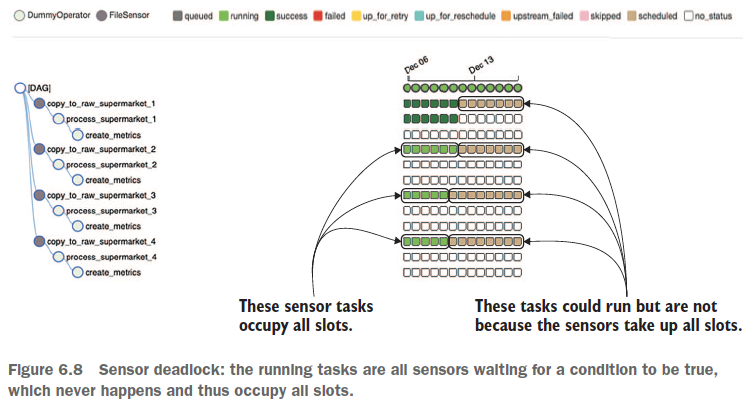 DummyOperator FileSensor queued running success failed up_for_retry up_for_reschedule upstream_failed skipped scheduled no_status
Dec 06
Dec 13
[DAG]
copy_to_raw_supermarket_1
process_supermarket_1
create_metrics
copy_to_raw_supermarket_2
process_supermarket_2
create_metrics
copy_to_raw_supermarket_3
process_supermarket_3
create_metrics
copy_to_raw_supermarket_4
process_supermarket_4
create_metrics
These sensor tasks
occupy all slots.
These tasks could run but are not
because the sensors take up all slots.
Figure 6.8 Sensor deadlock: the running tasks are all sensors waiting for a condition to be true,
which never happens and thus occupy all slots.